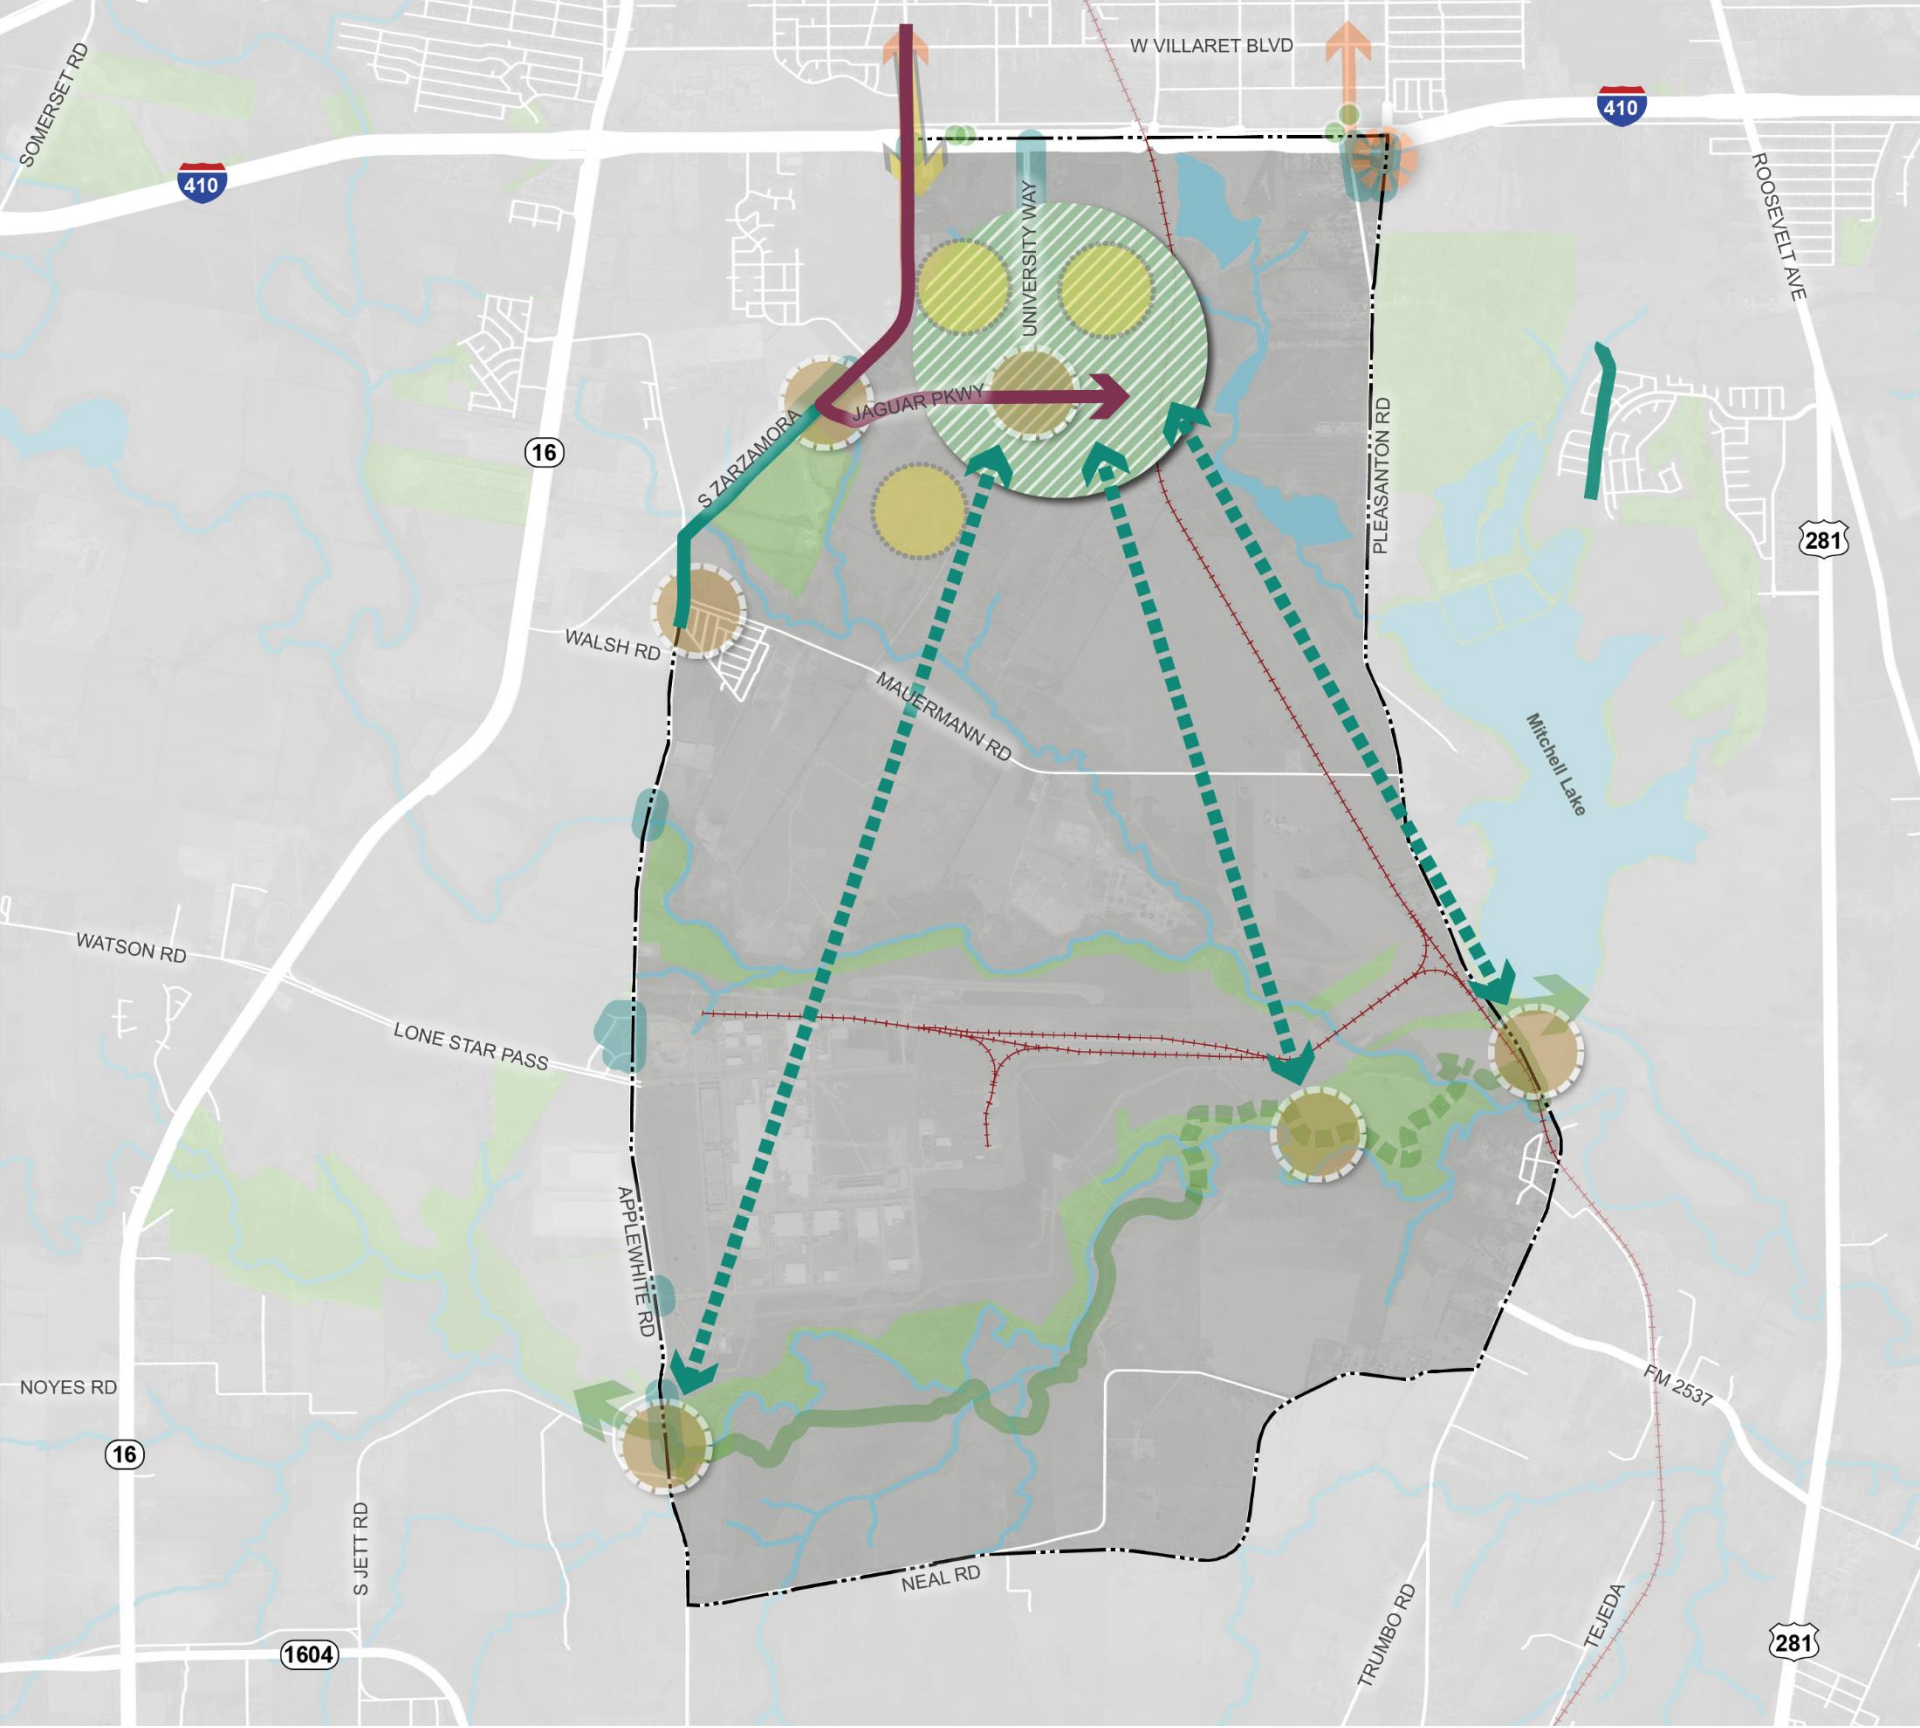 SOMERSET RD
W VILLARET BLVD
410
410
ROOSEVELT AVE
UNIVERSITY WAY
JAGUAR PKWY
S ZARZAMORA
16
PLEASANTON RD
281
WALSH RD
MAUERMANN RD
Mitchell Lake
WATSON RD
LONE STAR PASS
APPLEWHITE RD
NOYES RD
FM 2537
16
S JETT RD
NEAL RD
TRUMBO RD
TEJEDA
1604
281